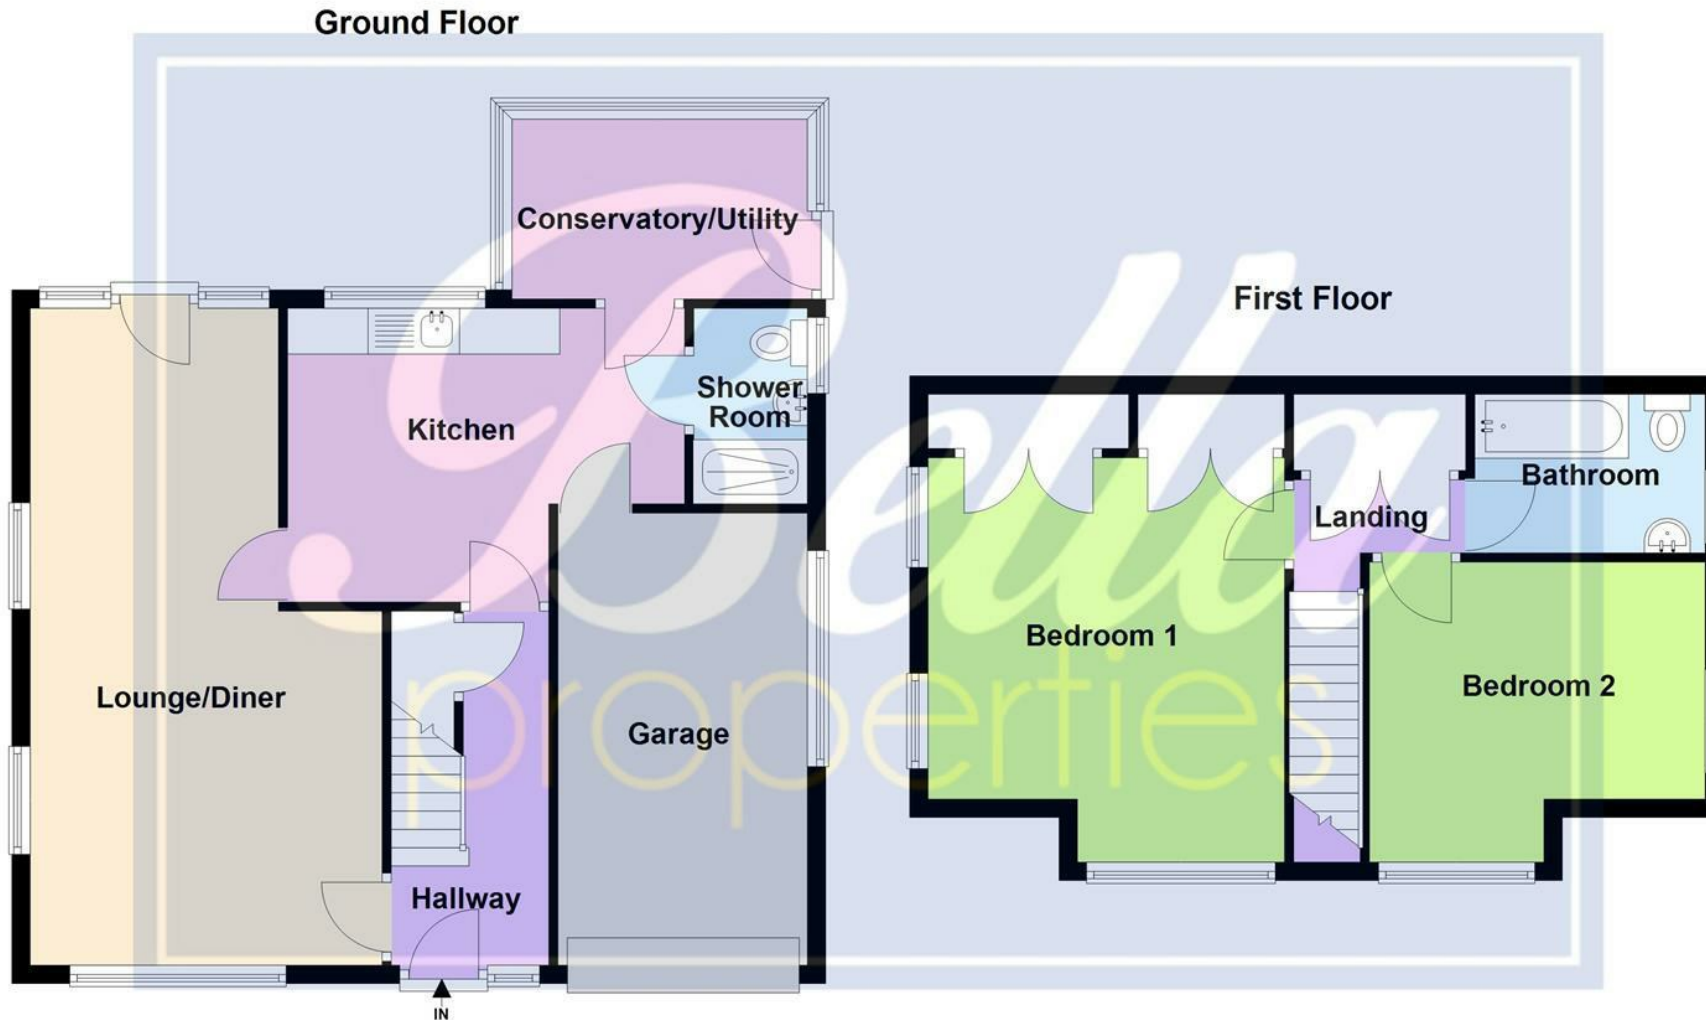 Ground Floor
Conservatory/Utility
Shower
Room
Kitchen
Lounge/Diner
Garage
Hallway
IN
First Floor
Bathroom
Landing
Bedroom 1
Bedroom 2
Bella
properties